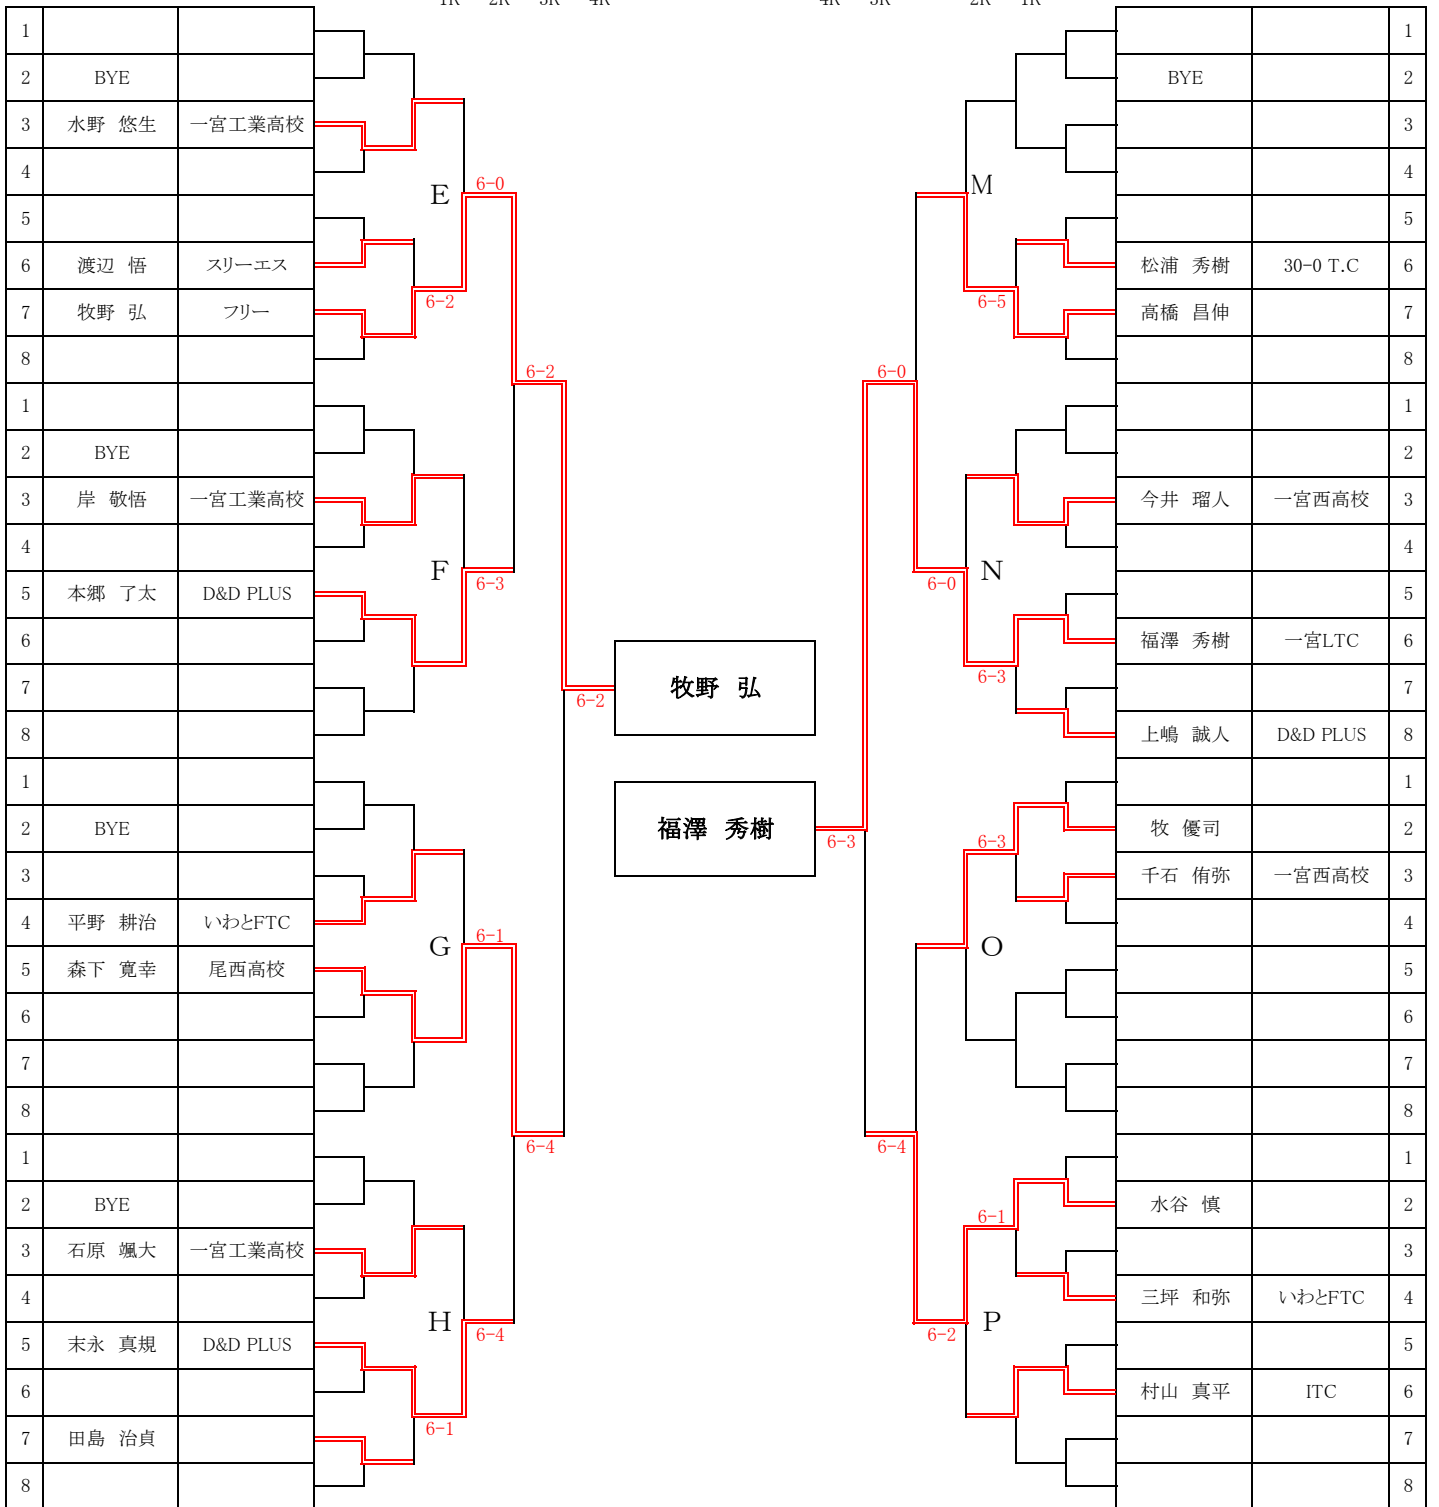 1R 2R 3R 4R 4R 3R 2R 1R
1 1
2 BYE BYE 2
3 水野 悠生 一宮工業高校 3
4 4
E 6-0 M
5 5
6 渡辺 悟 スリーエス 松浦 秀樹 30-0 T.C 6
7 牧野 弘 フリー 6-2 6-5 高橋 昌伸 7
8 8
6-2 6-0
1 1
2 BYE 2
3 岸 敬悟 一宮工業高校 今井 瑠人 一宮西高校 3
4 4
F 6-3 6-0 N
5 本郷 了太 D&D PLUS 5
6 福澤 秀樹 一宮LTC 6
7 6-2 牧野 弘 6-3 7
8 上嶋 誠人 D&D PLUS 8
1 1
2 BYE 福澤 秀樹 6-3 6-3 牧 優司 2
3 千石 侑弥 一宮西高校 3
4 平野 耕治 いわとFTC 4
G 6-1 O
5 森下 寛幸 尾西高校 5
6 6
7 7
8 8
6-4 6-4
1 1
2 BYE 6-1 水谷 慎 2
3 石原 颯大 一宮工業高校 3
4 三坪 和弥 いわとFTC 4
H 6-4 6-2 P
5 末永 真規 D&D PLUS 5
6 村山 真平 ITC 6
7 田島 治貞 6-1 7
8 8